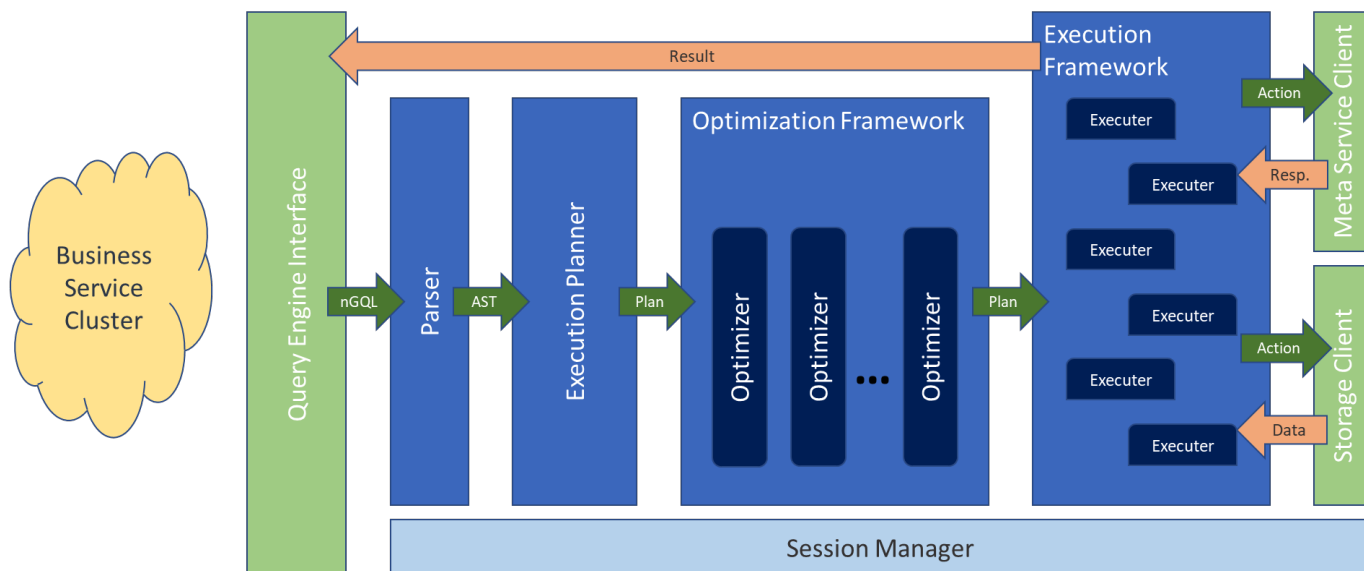 Business
Service
Cluster
Query Engine Interface
Result
nGQL
Parser
AST
Execution Planner
Plan
Optimization Framework
Optimizer
Optimizer
...
Optimizer
Plan
Execution
Framework
Executer
Executer
Executer
Executer
Executer
Executer
Action
Resp.
Meta Service Client
Action
Data
Storage Client
Session Manager